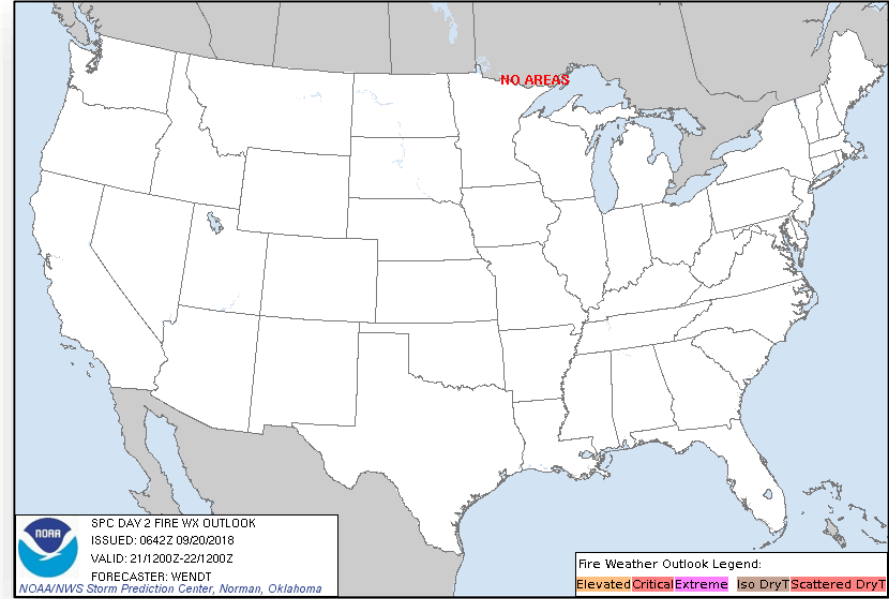 NO AREAS
NOAA
SPC DAY 2 FIRE WX OUTLOOK
ISSUED: 0642Z 09/20/2018
VALID: 21/1200Z-22/1200Z
FORECASTER: WENDT
NOAA/NWS Storm Prediction Center, Norman, Oklahoma
Fire Weather Outlook Legend:
Elevated Critical Extreme Iso DryT Scattered DryT